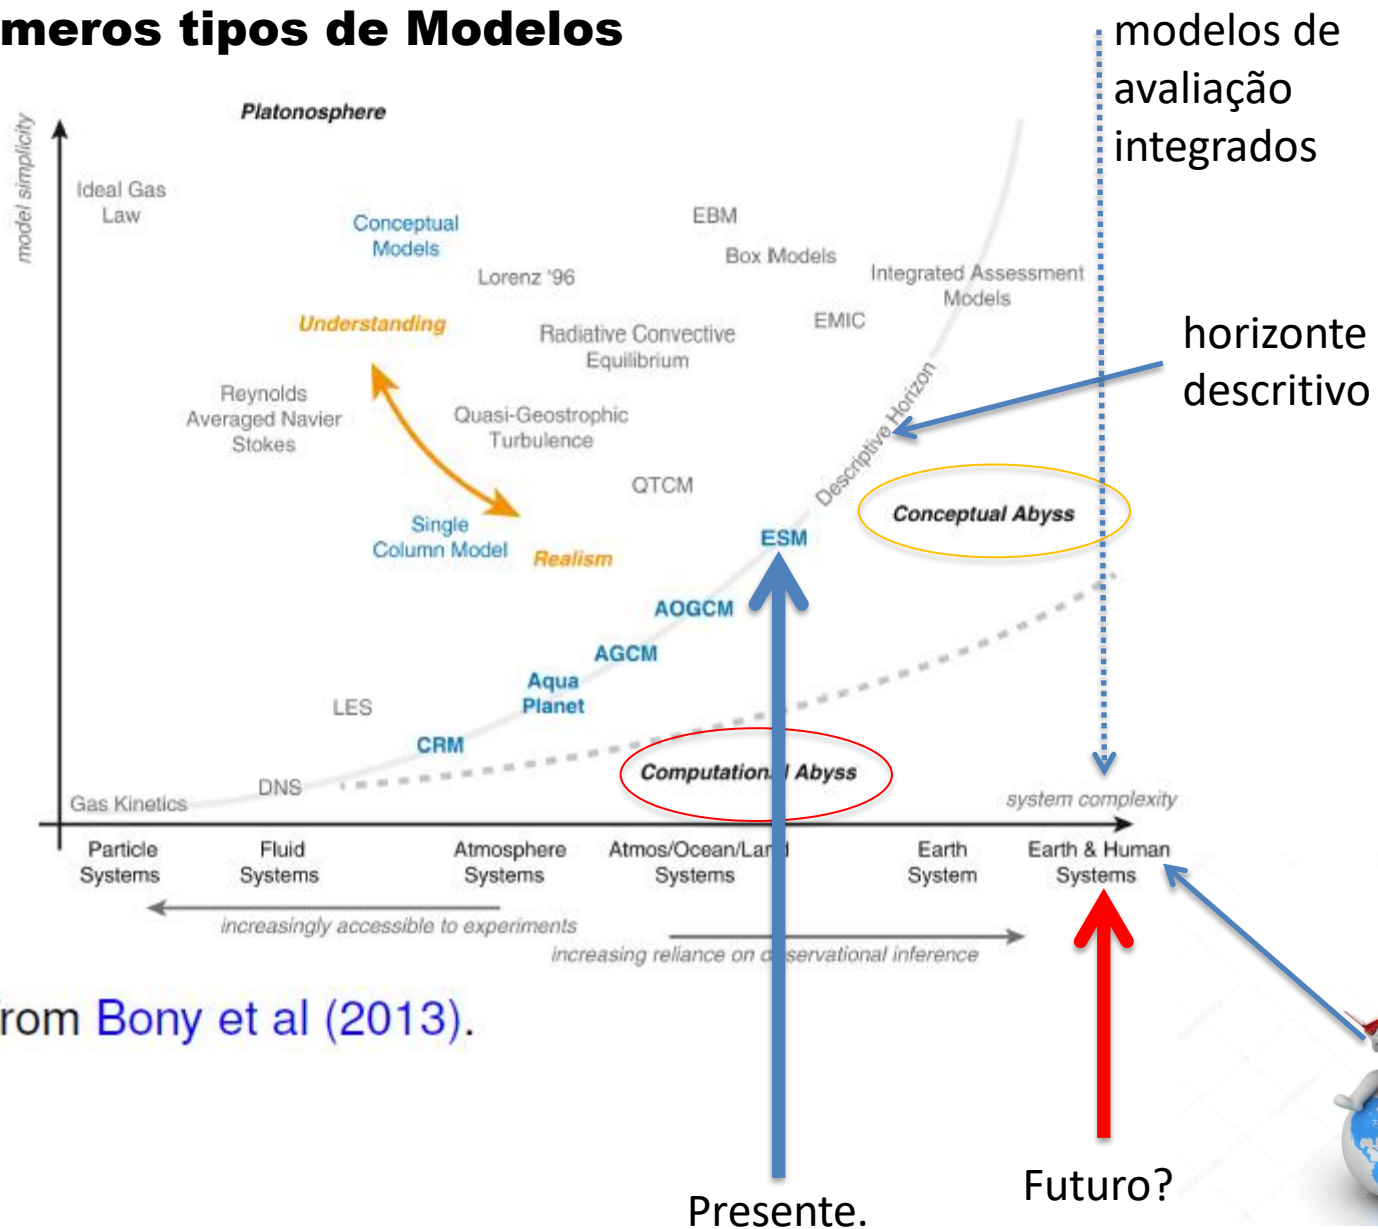 meros tipos de Modelos
modelos de
avaliação
integrados
Platonosphere
model simplicity
Ideal Gas
Law
Conceptual
Models
EBM
Box Models
Lorenz '96
Integrated Assessment
Models
Understanding
Radiative Convective
Equilibrium
EMIC
horizonte
descritivo
Reynolds
Averaged Navier
Stokes
Quasi-Geostrophic
Turbulence
Descriptive Horizon
QTCM
Conceptual Abyss
Single
Column Model
Realism
ESM
AOGCM
AGCM
Aqua
Planet
LES
CRM
Computational Abyss
DNS
Gas Kinetics
system complexity
Particle
Systems
Fluid
Systems
Atmosphere
Systems
Atmos/Ocean/Land
Systems
Earth
System
Earth & Human
Systems
increasingly accessible to experiments
increasing reliance on observational inference
rom Bony et al (2013).
Futuro?
Presente.